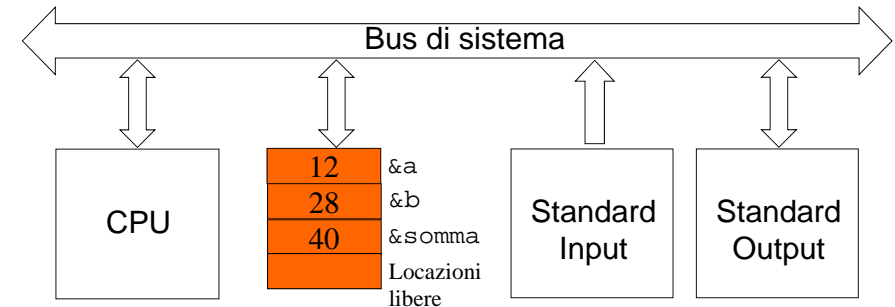 Bus di sistema
CPU
12 &a
28 &b
40 &somma
Locazioni
libere
Standard
Input
Standard
Output